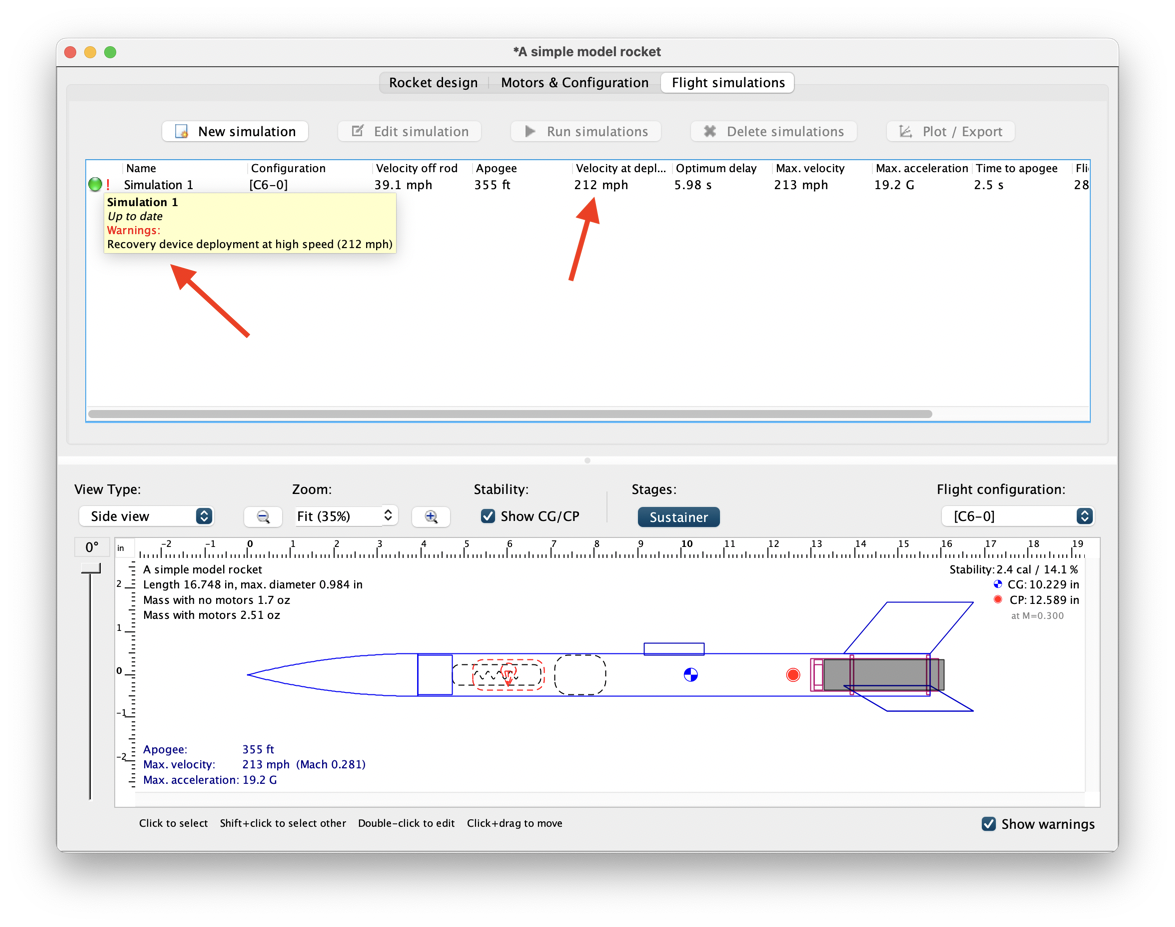 *A simple model rocket
Rocket design Motors & Configuration Flight simulations
New simulation Edit simulation Run simulations Delete simulations Plot / Export
Name Configuration Velocity off rod Apogee Velocity at depl... Optimum delay Max. velocity Max. acceleration Time to apogee Fli
! Simulation 1 [C6-0] 39.1 mph 355 ft 212 mph 5.98 s 213 mph 19.2 G 2.5 s 28
Simulation 1
Up to date
Warnings:
Recovery device deployment at high speed (212 mph)
View Type: Zoom: Stability: Stages: Flight configuration:
Side view Fit (35%) Show CG/CP Sustainer [C6-0]
0° in -2 -1 0 1 2 3 4 5 6 7 8 9 10 11 12 13 14 15 16 17 18 19
2
1
0
-1
-2
A simple model rocket
Length 16.748 in, max. diameter 0.984 in
Mass with no motors 1.7 oz
Mass with motors 2.51 oz
Stability: 2.4 cal / 14.1 %
CG: 10.229 in
CP: 12.589 in
at M=0.300
Apogee: 355 ft
Max. velocity: 213 mph (Mach 0.281)
Max. acceleration: 19.2 G
Click to select Shift+click to select other Double-click to edit Click+drag to move Show warnings